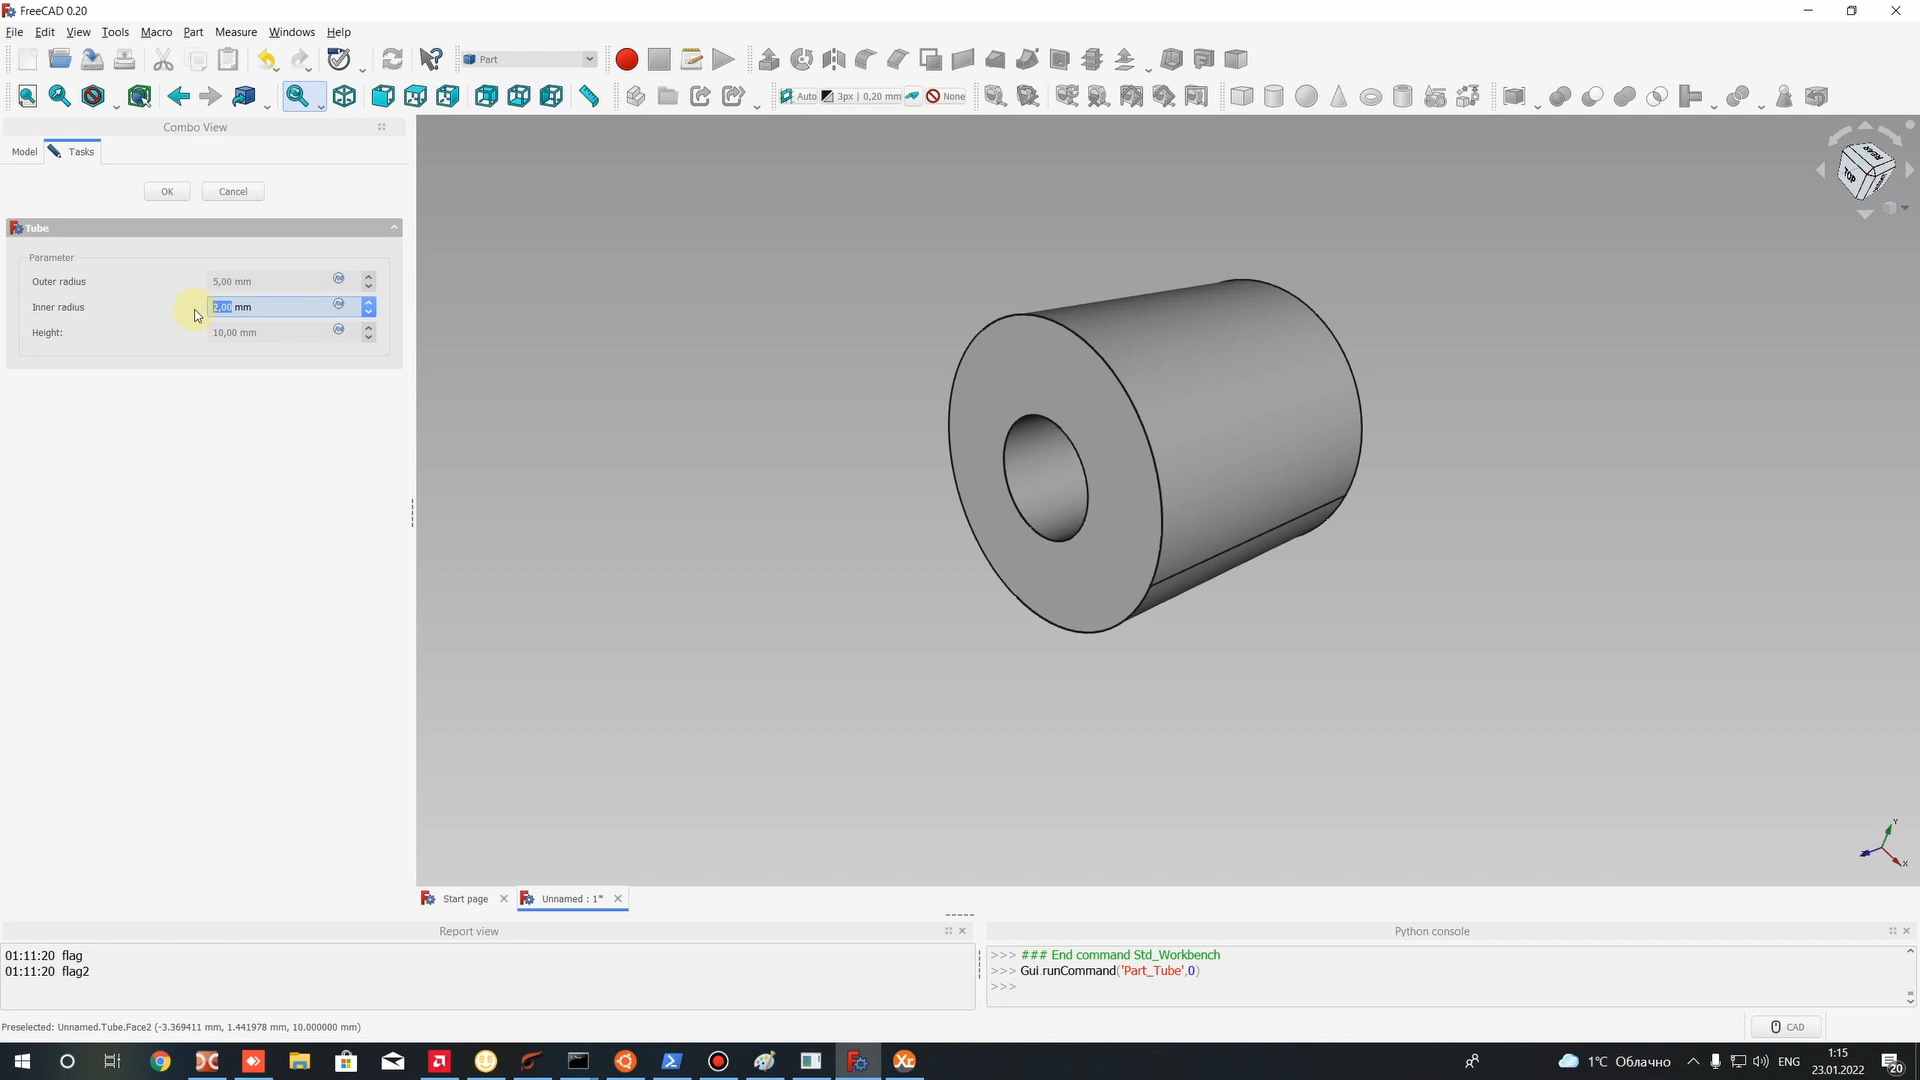 FreeCAD 0.20
File Edit View Tools Macro Part Measure Windows Help
Part
Auto 3px | 0,20 mm None
Combo View
Model Tasks
OK Cancel
Tube
Parameter
Outer radius 5,00 mm
Inner radius 2,00 mm
Height: 10,00 mm
REAR
TOP
Y
X
Start page Unnamed : 1*
Report view
01:11:20 flag
01:11:20 flag2
Python console
>>> ### End command Std_Workbench
>>> Gui.runCommand('Part_Tube',0)
>>>
Preselected: Unnamed.Tube.Face2 (-3.369411 mm, 1.441978 mm, 10.000000 mm)
CAD
1°C Облачно ENG 1:15
23.01.2022 20